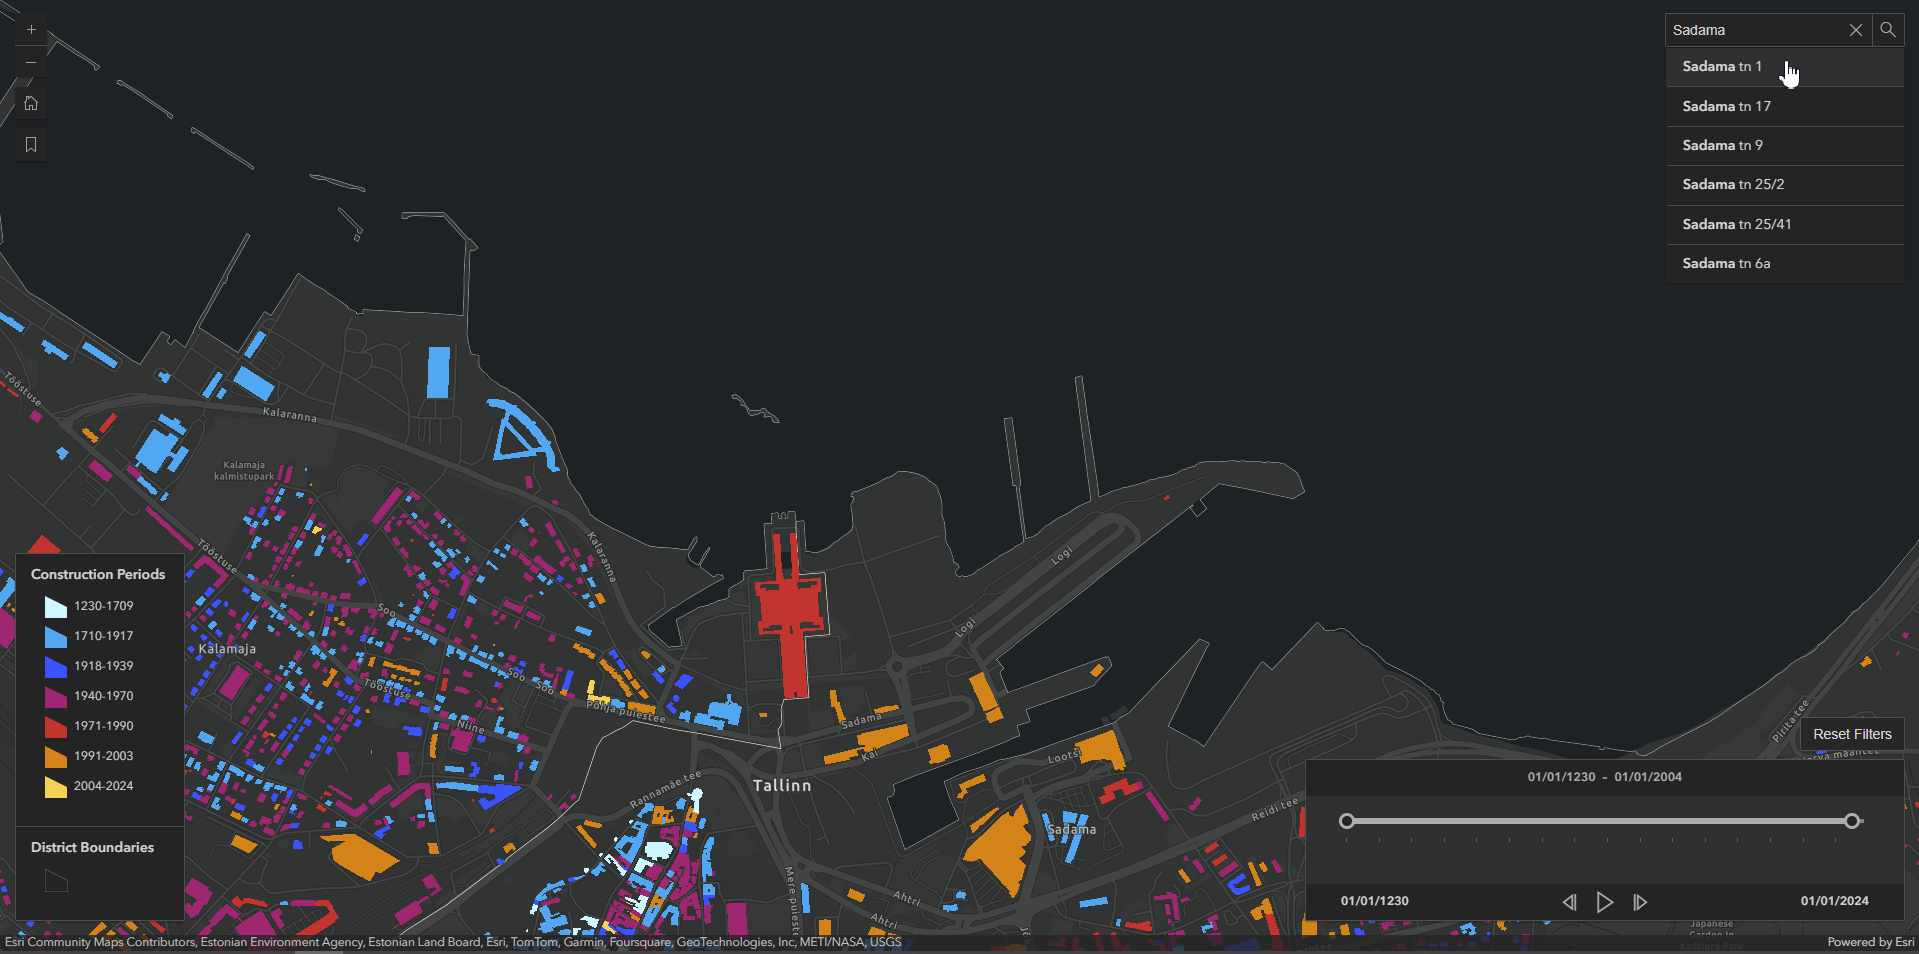 +
Sadama
−
Sadama tn 1
Sadama tn 17
Sadama tn 9
Sadama tn 25/2
Sadama tn 25/41
Sadama tn 6a
Tööstuse
Kalaranna
Kalamaja
kalmistupark
Tööstuse
Kalaranna
Logi
Logi
Soo
Kalamaja
Soo
Soo
Tööstuse
Põhja puiestee
Niine
Sadama
Kai
Lootsi
Pirita tee
Rannamäe tee
Tallinn
Reidi tee
Sadama
Mere puiestee
Ahtri
Ahtri
Construction Periods
1230-1709
1710-1917
1918-1939
1940-1970
1971-1990
1991-2003
2004-2024
District Boundaries
Reset Filters
01/01/1230 - 01/01/2004
01/01/1230
01/01/2024
Japanese
Kadriorg Park
Esri Community Maps Contributors, Estonian Environment Agency, Estonian Land Board, Esri, TomTom, Garmin, Foursquare, GeoTechnologies, Inc, METI/NASA, USGS
Powered by Esri